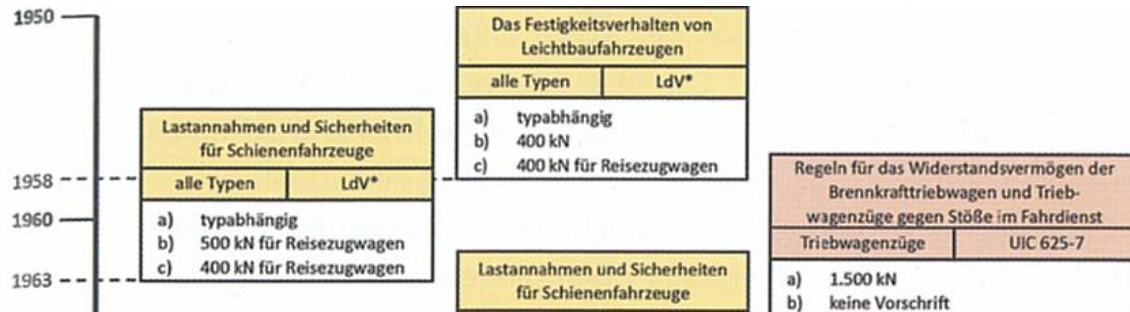 1950
Das Festigkeitsverhalten von
Leichtbaufahrzeugen
alle Typen LdV*
a) typabhängig
b) 400 kN
c) 400 kN für Reisezugwagen
Lastannahmen und Sicherheiten
für Schienenfahrzeuge
alle Typen LdV*
a) typabhängig
b) 500 kN für Reisezugwagen
c) 400 kN für Reisezugwagen
1958
1960
1963
Regeln für das Widerstandsvermögen der
Brennkrafttriebwagen und Trieb-
wagenzüge gegen Stöße im Fahrdienst
Triebwagenzüge UIC 625-7
a) 1.500 kN
b) keine Vorschrift
Lastannahmen und Sicherheiten
für Schienenfahrzeuge